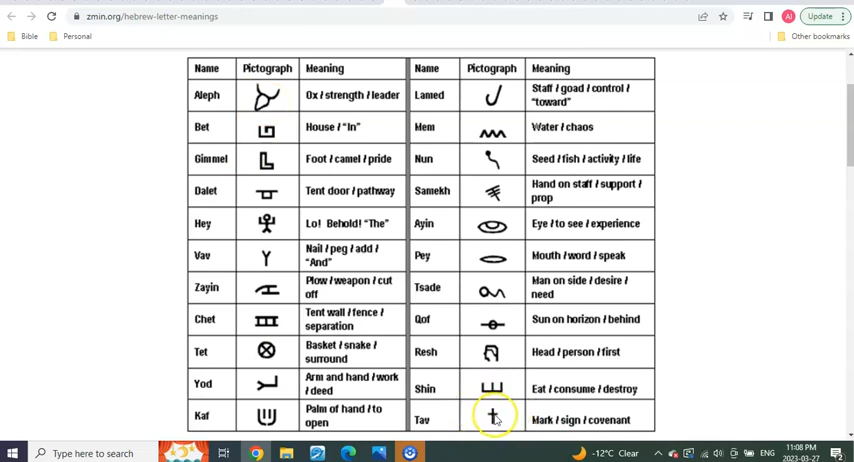 zmin.org/hebrew-letter-meanings
AI
Update
Bible
Personal
Other bookmarks
Name Pictograph Meaning
Aleph Ox / strength / leader
Bet House / "In"
Gimmel Foot / camel / pride
Dalet Tent door / pathway
Hey Lo! Behold! "The"
Vav Nail / peg / add /
"And"
Zayin Plow / weapon / cut
off
Chet Tent wall / fence /
separation
Tet Basket / snake /
surround
Yod Arm and hand / work
/ deed
Kaf Palm of hand / to
open
Name Pictograph Meaning
Lamed Staff / goad / control /
"toward"
Mem Water / chaos
Nun Seed / fish / activity / life
Samekh Hand on staff / support /
prop
Ayin Eye / to see / experience
Pey Mouth / word / speak
Tsade Man on side / desire /
need
Qof Sun on horizon / behind
Resh Head / person / first
Shin Eat / consume / destroy
Tav Mark / sign / covenant
Type here to search
-12°C Clear
ENG
11:08 PM
2023-03-27
2